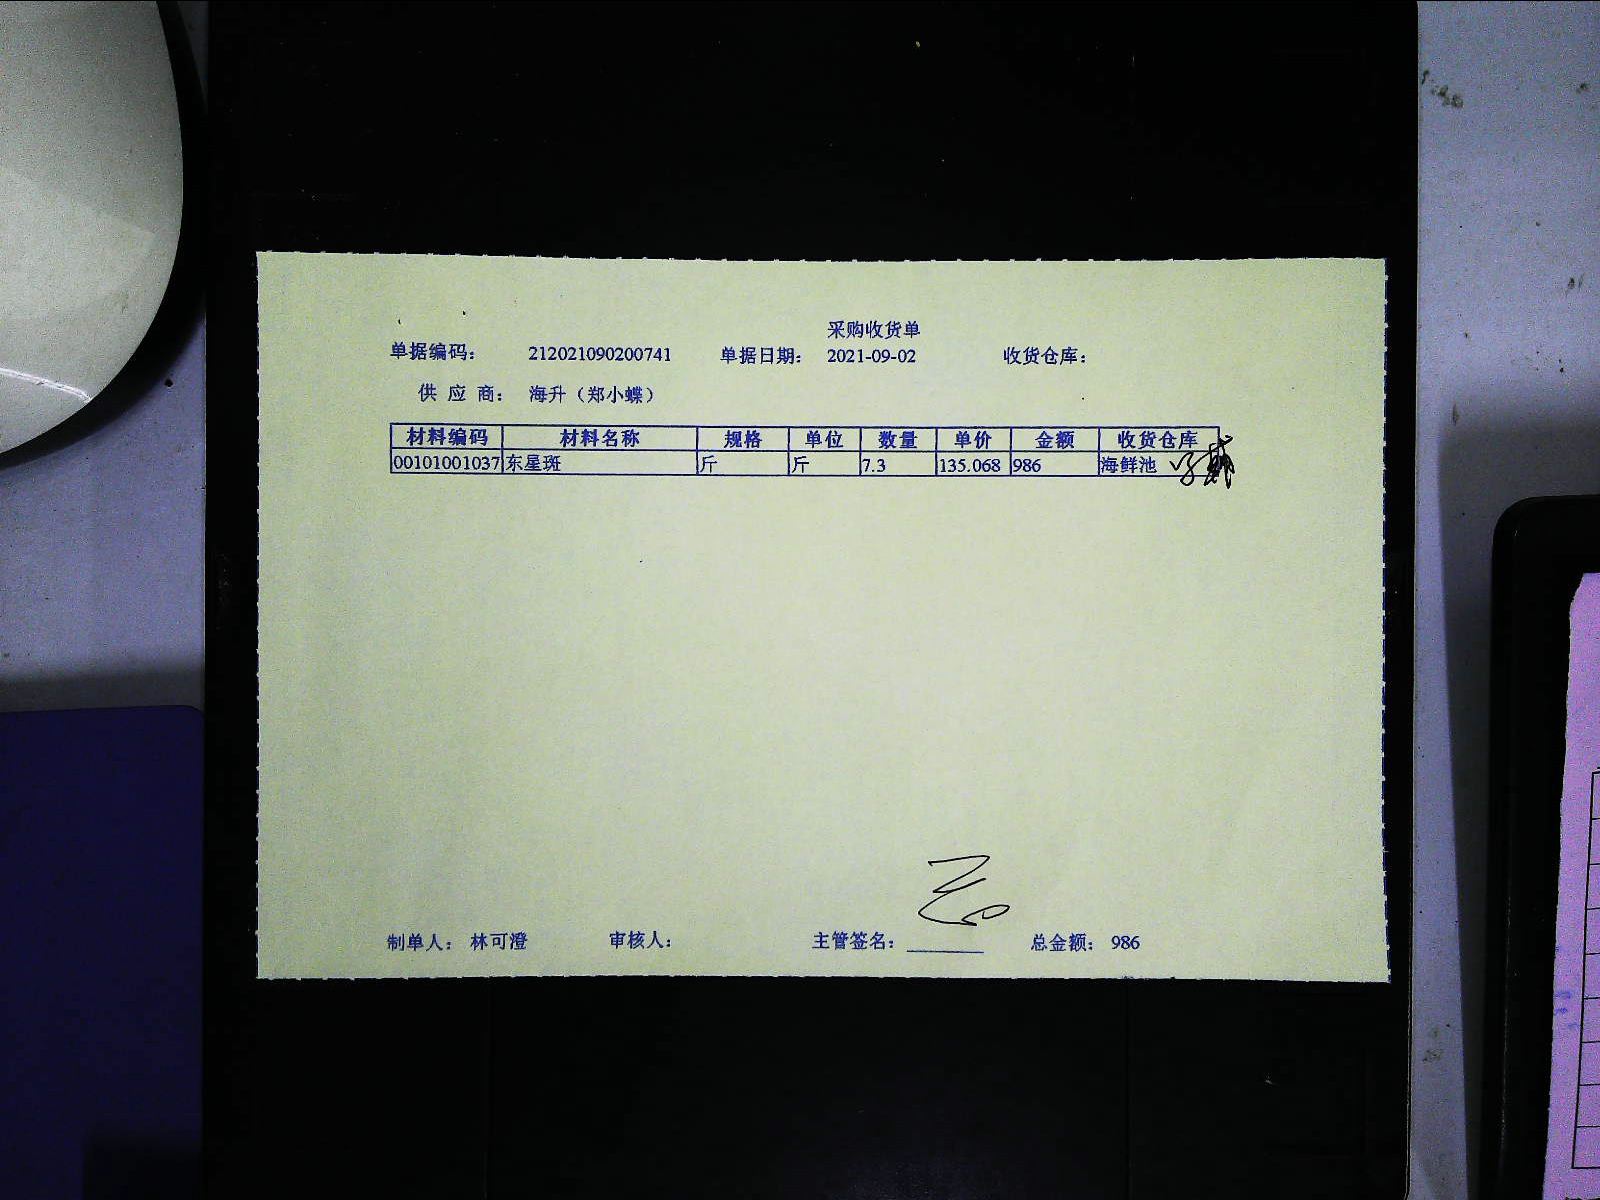 采购收货单
单据编码： 212021090200741 单据日期： 2021-09-02 收货仓库：
供 应 商： 海升（郑小蝶）
材料编码 材料名称 规格 单位 数量 单价 金额 收货仓库
00101001037 东星斑 斤 斤 7.3 135.068 986 海鲜池
制单人： 林可澄 审核人： 主管签名： 总金额： 986